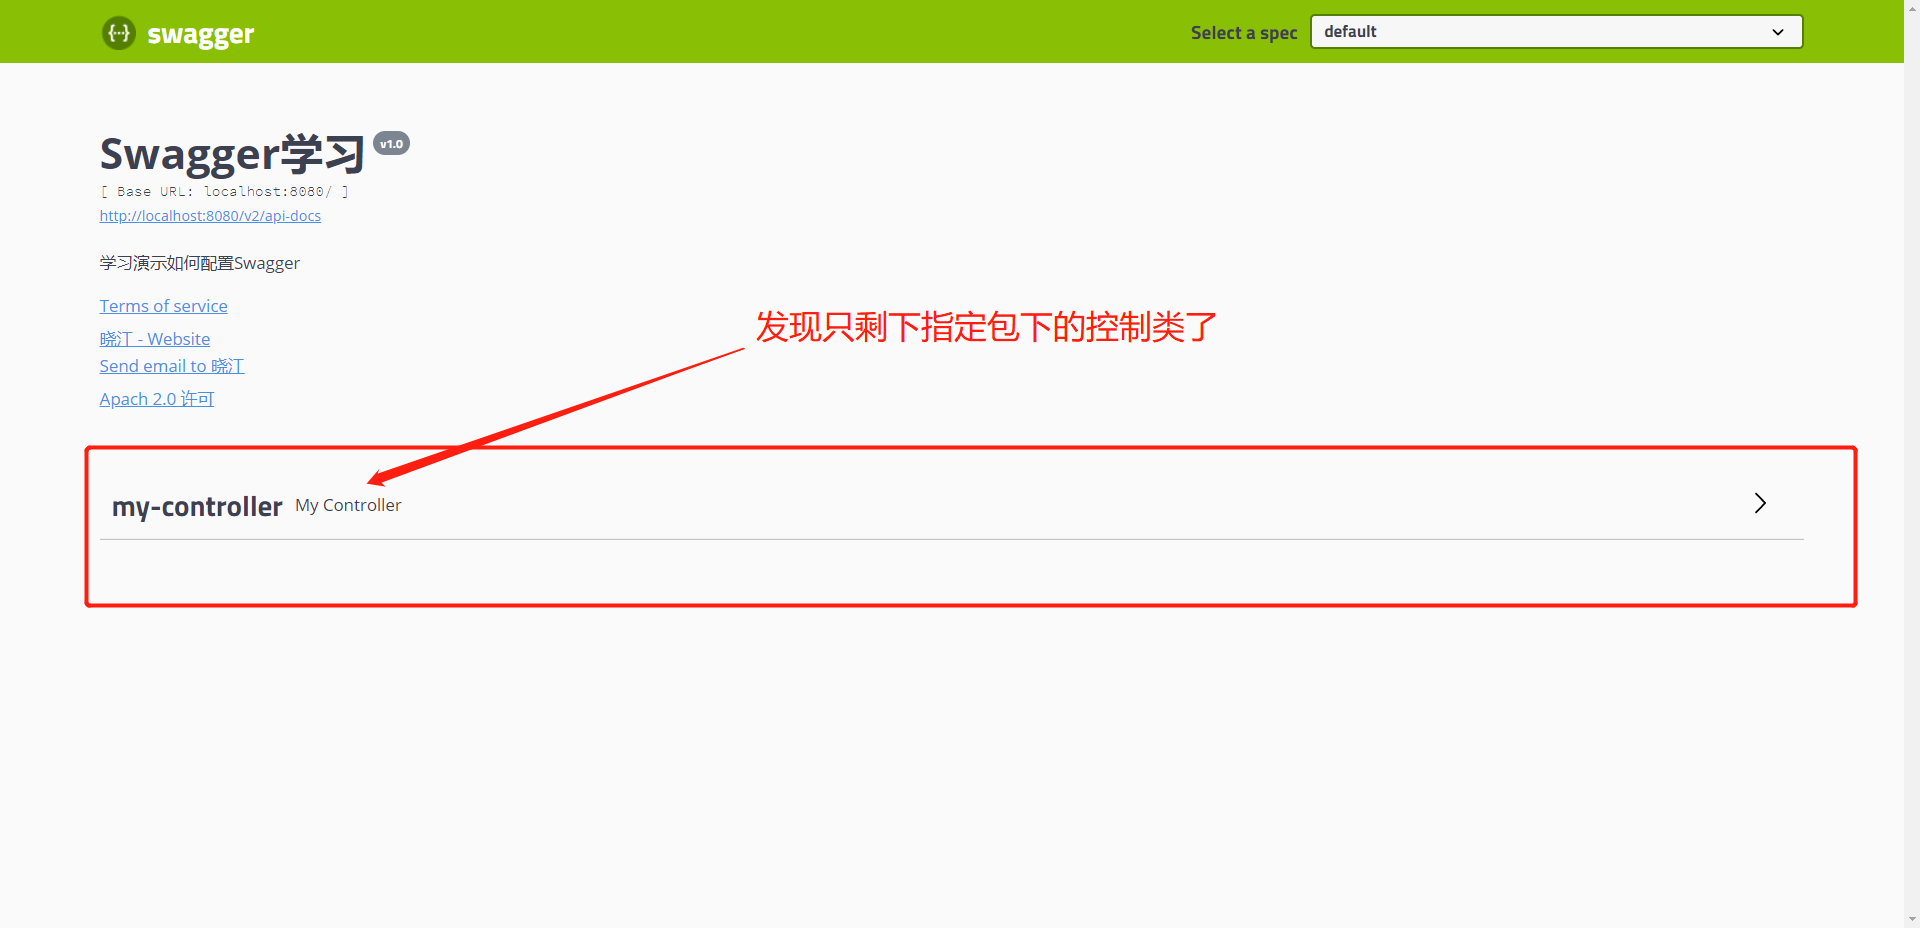 swagger
Select a spec default
Swagger学习 v1.0
[ Base URL: localhost:8080/ ]
http://localhost:8080/v2/api-docs
学习演示如何配置Swagger
Terms of service
晓汀 - Website
Send email to 晓汀
Apach 2.0 许可
发现只剩下指定包下的控制类了
my-controller My Controller